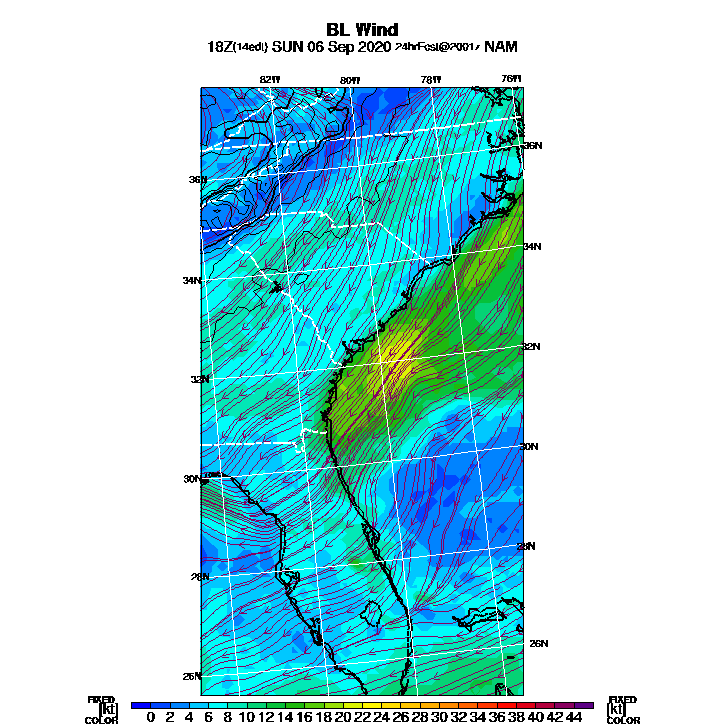 BL Wind
18Z(14edt) SUN 06 Sep 2020 24hrFcst@2001z NAM
82W 80W 78W 76W
36N
36N
34N
34N
32N
32N
30N
30N
28N
28N
26N
26N
FIXED FIXED
[kt] 0 2 4 6 8 10 12 14 16 18 20 22 24 26 28 30 32 34 36 38 40 42 44 [kt]
COLOR COLOR